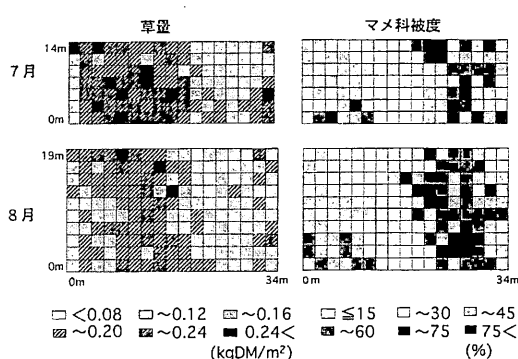 草量 マメ科被度
14m
7月
0m
19m
8月
0m
0m 34m 34m
<0.08 ~0.12 ~0.16 ≦15 ~30 ~45
~0.20 ~0.24 0.24< ~60 ~75 75<
(kgDM/m²) (%)